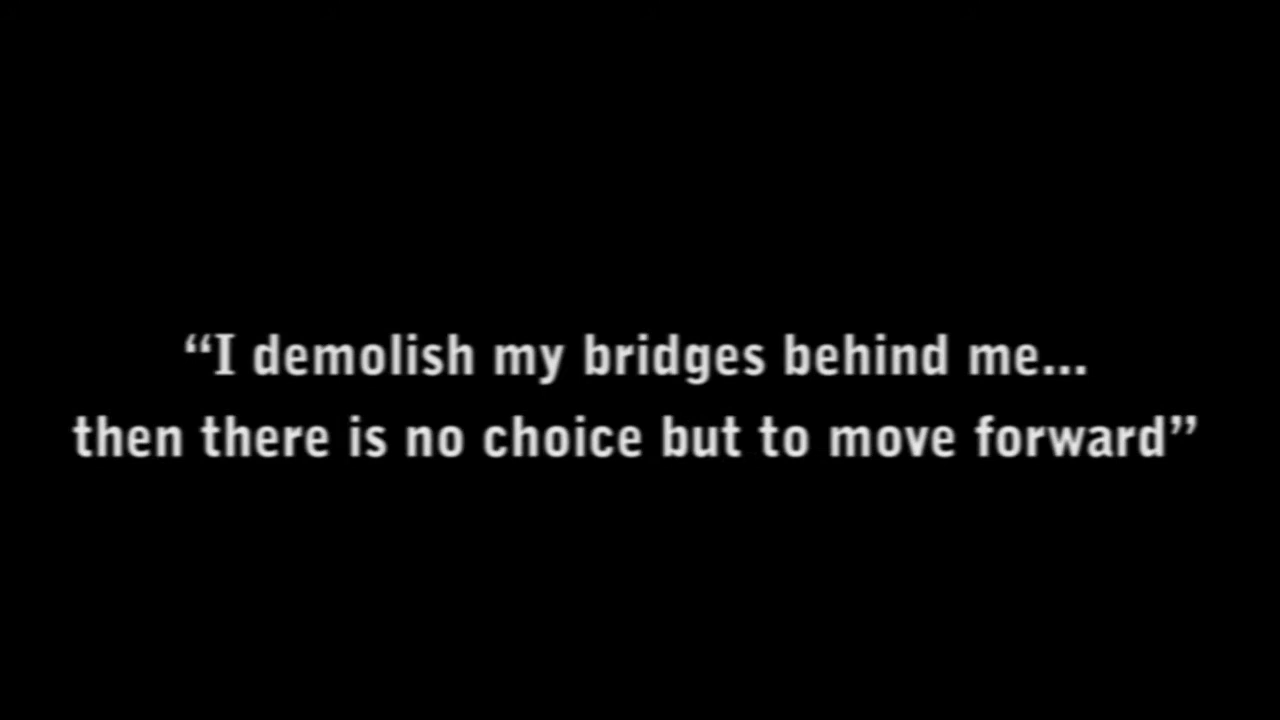 “I demolish my bridges behind me...
then there is no choice but to move forward”